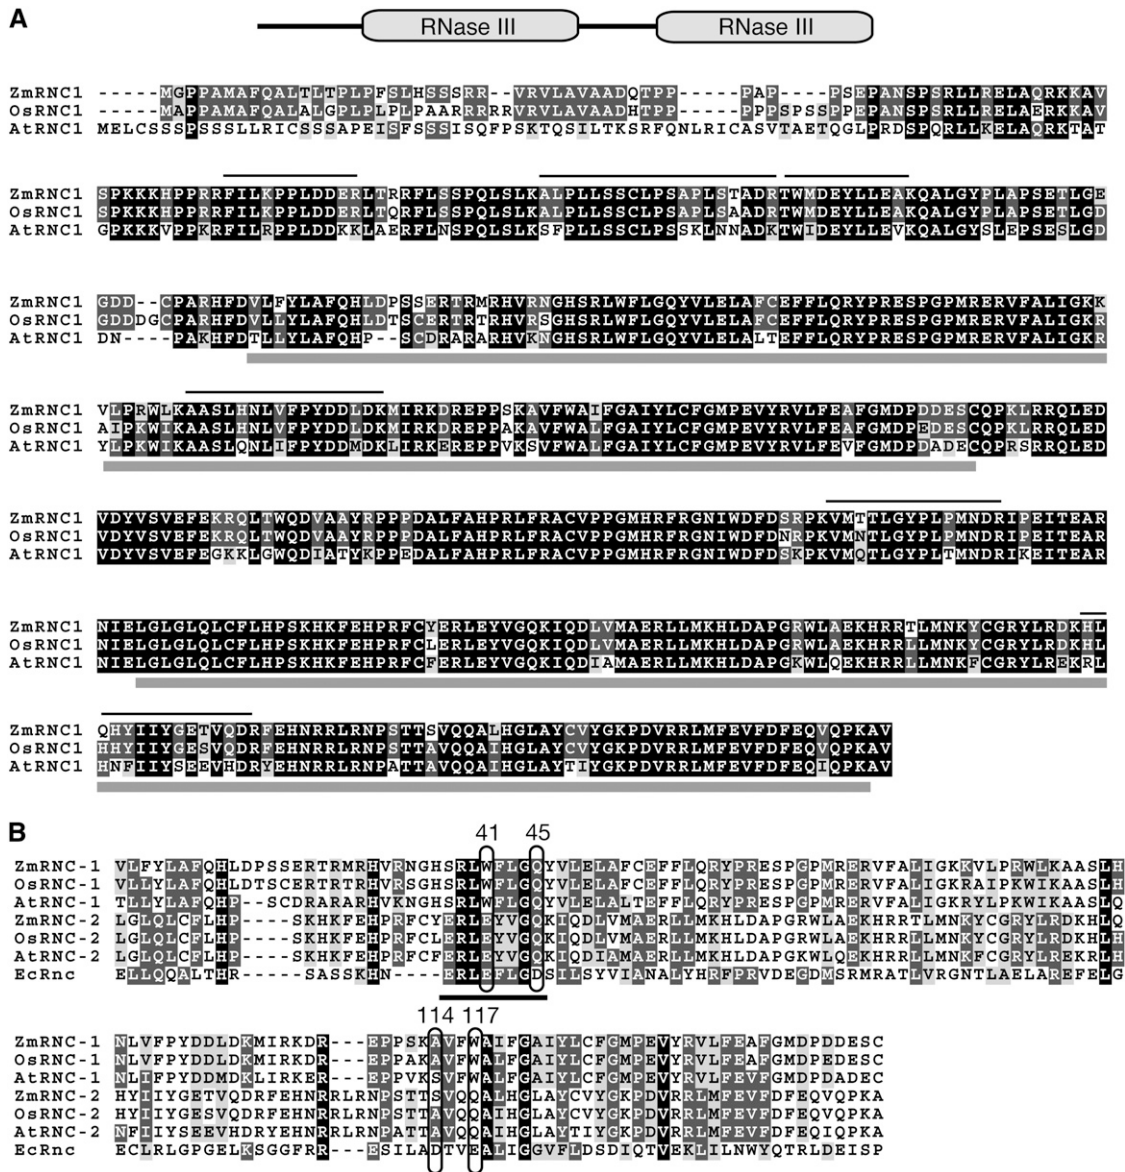 A
RNase III RNase III
ZmRNC1 -----MGPPAMAFQALTLTPLPFSLHSSSRR--VRVLAVAADQTPP-----PAP----PSEPANSPSRLLRELAQRKKAV
OsRNC1 -----MAPPAMAFQALALGPLPLPLPAARRRRRVRVLAVAADHTPP-----PPPSPSSPPEPANSPSRLLRELAERKKAV
AtRNC1 MELCSSSPSSSLLRICSSSAPEISFSSSISQFPSKTQSILTKSRFQNLRICASVTAETQGLPRDSPQRLLKELAQRKTAT
ZmRNC1 SPKKKHPPRRFILKPPLDDERLTRRFLSSPQLSLKALPLLSSCLPSAPLSTADRTWMDEYLLEAKQALGYPLAPSETLGE
OsRNC1 SPKKKHPPRRFILKPPLDDERLTQRFLSSPQLSLKALPLLSSCLPSAPLSAADRTWMDEYLLEAKQALGYPLAPSETLGD
AtRNC1 GPKKKVPPKRFILRPPLDDKKLAERFLNSPQLSLKSFPLLSSCLPSSKLNNADKTWIDEYLLEVKQALGYSLEPSESLGD
ZmRNC1 GDD--CPARHFDVLFYLAFQHLDPSSERTRMRHVRNGHSRLWFLGQYVLELAFCEFFLQRYPRESPGPMRERVFALIGKK
OsRNC1 GDDDGCPARHFDVLLYLAFQHLDTSCERTRTRHVRSGHSRLWFLGQYVLELAFCEFFLQRYPRESPGPMRERVFALIGKR
AtRNC1 DN----PAKHFDTLLYLAFQHP--SCDRARARHVKNGHSRLWFLGQYVLELALTEFFLQRYPRESPGPMRERVFALIGKR
ZmRNC1 VLPRWLKAASLHNLVFPYDDLDKMIRKDREPPSKAVFWAIFGAIYLCFGMPEVYRVLFEAFGMDPDDESCQPKLRRQLED
OsRNC1 AIPKWIKAASLHNLVFPYDDLDKMIRKDREPPAKAVFWALFGAIYLCFGMPEVYRVLFEAFGMDPEDESCQPKLRRQLED
AtRNC1 YLPKWIKAASLQNLIFPYDDMDKLIRKEREPPVKSVFWALFGAIYLCFGMPEVYRVLFEVFGMDPDADECQPRSRRQLED
ZmRNC1 VDYVSVEFEKRQLTWQDVAAYRPPPDALFAHPRLFRACVPPGMHRFRGNIWDFDSRPKVMTTLGYPLPMNDRIPEITEAR
OsRNC1 VDYVSVEFEKRQLTWQDVAAYRPPPDALFAHPRLFRACVPPGMHRFRGNIWDFDNRPKVMNTLGYPLPMNDRIPEITEAR
AtRNC1 VDYVSVEFEGKKLGWQDIATYKPPEDALFAHPRLFRACVPPGMHRFRGNIWDFDSKPKVMQTLGYPLTMNDRIKEITEAR
ZmRNC1 NIELGLGLQLCFLHPSKHKFEHPRFCYERLEYVGQKIQDLVMAERLLMKHLDAPGRWLAEKHRRTLMNKYCGRYLRDKHL
OsRNC1 NIELGLGLQLCFLHPSKHKFEHPRFCLERLEYVGQKIQDLVMAERLLMKHLDAPGRWLAEKHRRLLMNKYCGRYLRDKHL
AtRNC1 NIELGLGLQLCFLHPSKHKFEHPRFCFERLEYVGQKIQDIAMAERLLMKHLDAPGKWLQEKHRRLLMNKFCGRYLREKRL
ZmRNC1 QHYIIYGETVQDRFEHNRRLRNPSTTSVQQALHGLAYCVYGKPDVRRLMFEVFDFEQVQPKAV
OsRNC1 HHYIIYGESVQDRFEHNRRLRNPSTTAVQQAIHGLAYCVYGKPDVRRLMFEVFDFEQVQPKAV
AtRNC1 HNFIIYSEEVHDRYEHNRRLRNPATTAVQQAIHGLAYTIYGKPDVRRLMFEVFDFEQIQPKAV
B
41 45
ZmRNC-1 VLFYLAFQHLDPSSERTRMRHVRNGHSRLWFLGQYVLELAFCEFFLQRYPRESPGPMRERVFALIGKKVLPRWLKAASLH
OsRNC-1 VLLYLAFQHLDTSCERTRTRHVRSGHSRLWFLGQYVLELAFCEFFLQRYPRESPGPMRERVFALIGKRAIPKWIKAASLH
AtRNC-1 TLLYLAFQHP--SCDRARARHVKNGHSRLWFLGQYVLELALTEFFLQRYPRESPGPMRERVFALIGKRYLPKWIKAASLQ
ZmRNC-2 LGLQLCFLHP----SKHKFEHPRFCYERLEYVGQKIQDLVMAERLLMKHLDAPGRWLAEKHRRTLMNKYCGRYLRDKHLQ
OsRNC-2 LGLQLCFLHP----SKHKFEHPRFCLERLEYVGQKIQDLVMAERLLMKHLDAPGRWLAEKHRRLLMNKYCGRYLRDKHLH
AtRNC-2 LGLQLCFLHP----SKHKFEHPRFCFERLEYVGQKIQDIAMAERLLMKHLDAPGKWLQEKHRRLLMNKFCGRYLREKRLH
EcRnc ELLQQALTHR-----SASSKHN----ERLEFLGDSILSYVIANALYHRFPRVDEGDMSRMRATLVRGNTLAELAREFELG
114 117
ZmRNC-1 NLVFPYDDLDKMIRKDR---EPPSKAVFWAIFGAIYLCFGMPEVYRVLFEAFGMDPDDESC
OsRNC-1 NLVFPYDDLDKMIRKDR---EPPAKAVFWALFGAIYLCFGMPEVYRVLFEAFGMDPEDESC
AtRNC-1 NLIFPYDDMDKLIRKER---EPPVKSVFWALFGAIYLCFGMPEVYRVLFEVFGMDPDADEC
ZmRNC-2 HYIIYGETVQDRFEHNRRLRNPSTTSVQQALHGLAYCVYGKPDVRRLMFEVFDFEQVQPKA
OsRNC-2 HYIIYGESVQDRFEHNRRLRNPSTTAVQQAIHGLAYCVYGKPDVRRLMFEVFDFEQVQPKA
AtRNC-2 NFIIYSEEVHDRYEHNRRLRNPATTAVQQAIHGLAYTIYGKPDVRRLMFEVFDFEQIQPKA
EcRnc ECLRLGPGELKSGGFRR---ESILADTVEALIGGVFLDSDIQTVEKLILNWYQTRLDEISP